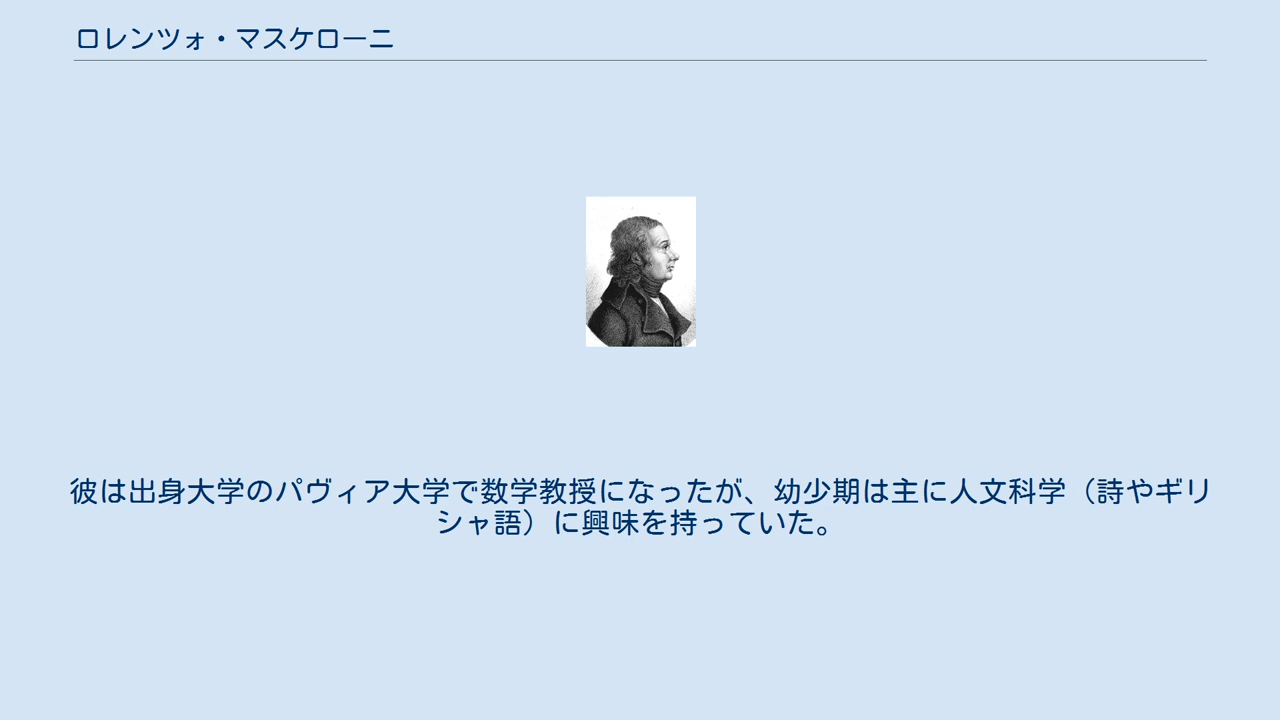 ロレンツォ・マスケローニ
彼は出身大学のパヴィア大学で数学教授になったが、幼少期は主に人文科学（詩やギリ
シャ語）に興味を持っていた。